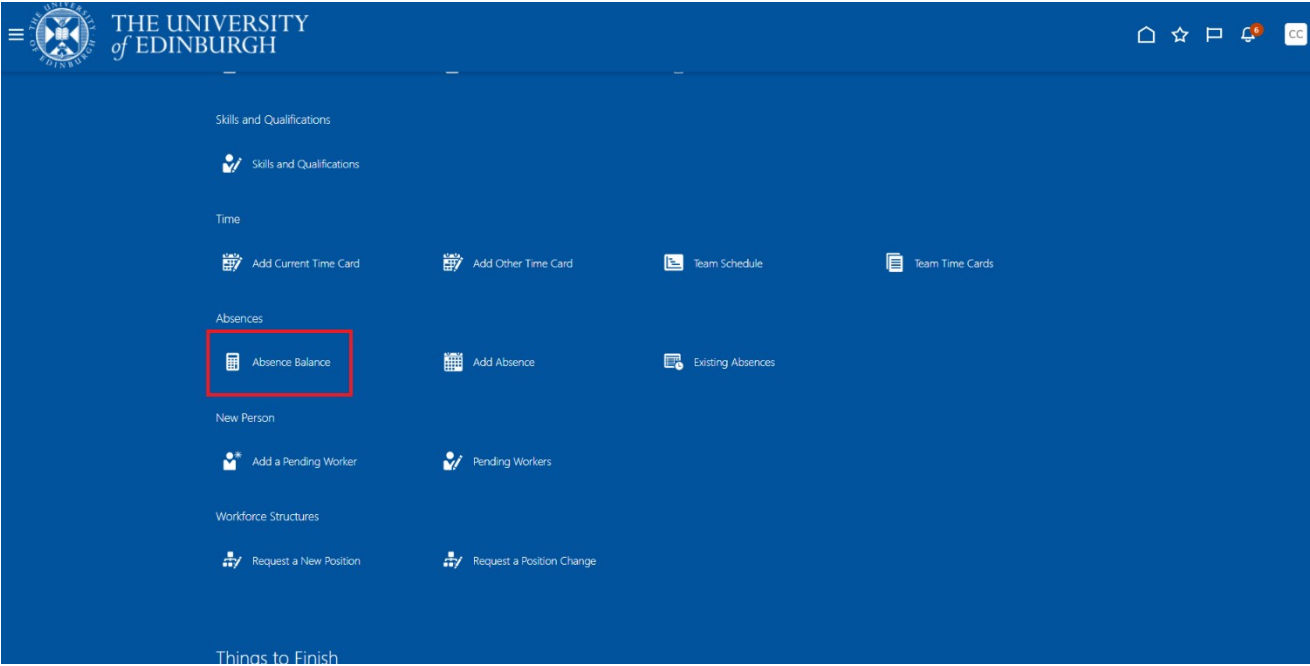 THE UNIVERSITY
of EDINBURGH
6
CC
Skills and Qualifications
Skills and Qualifications
Time
Add Current Time Card
Add Other Time Card
Team Schedule
Team Time Cards
Absences
Absence Balance
Add Absence
Existing Absences
New Person
Add a Pending Worker
Pending Workers
Workforce Structures
Request a New Position
Request a Position Change
Things to Finish